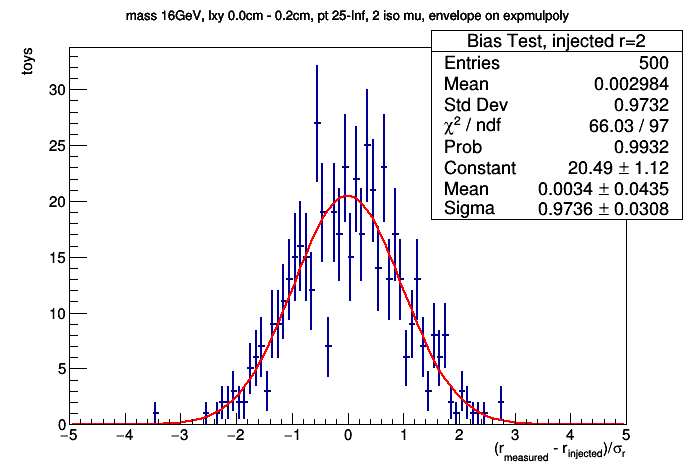 mass 16GeV, lxy 0.0cm - 0.2cm, pt 25-Inf, 2 iso mu, envelope on expmulpoly
Bias Test, injected r=2
Entries 500
Mean 0.002984
Std Dev 0.9732
χ² / ndf 66.03 / 97
Prob 0.9932
Constant 20.49 ± 1.12
Mean 0.0034 ± 0.0435
Sigma 0.9736 ± 0.0308
toys
30
25
20
15
10
5
0
−5 −4 −3 −2 −1 0 1 2 3 4 5
(r_measured - r_injected)/σ_r